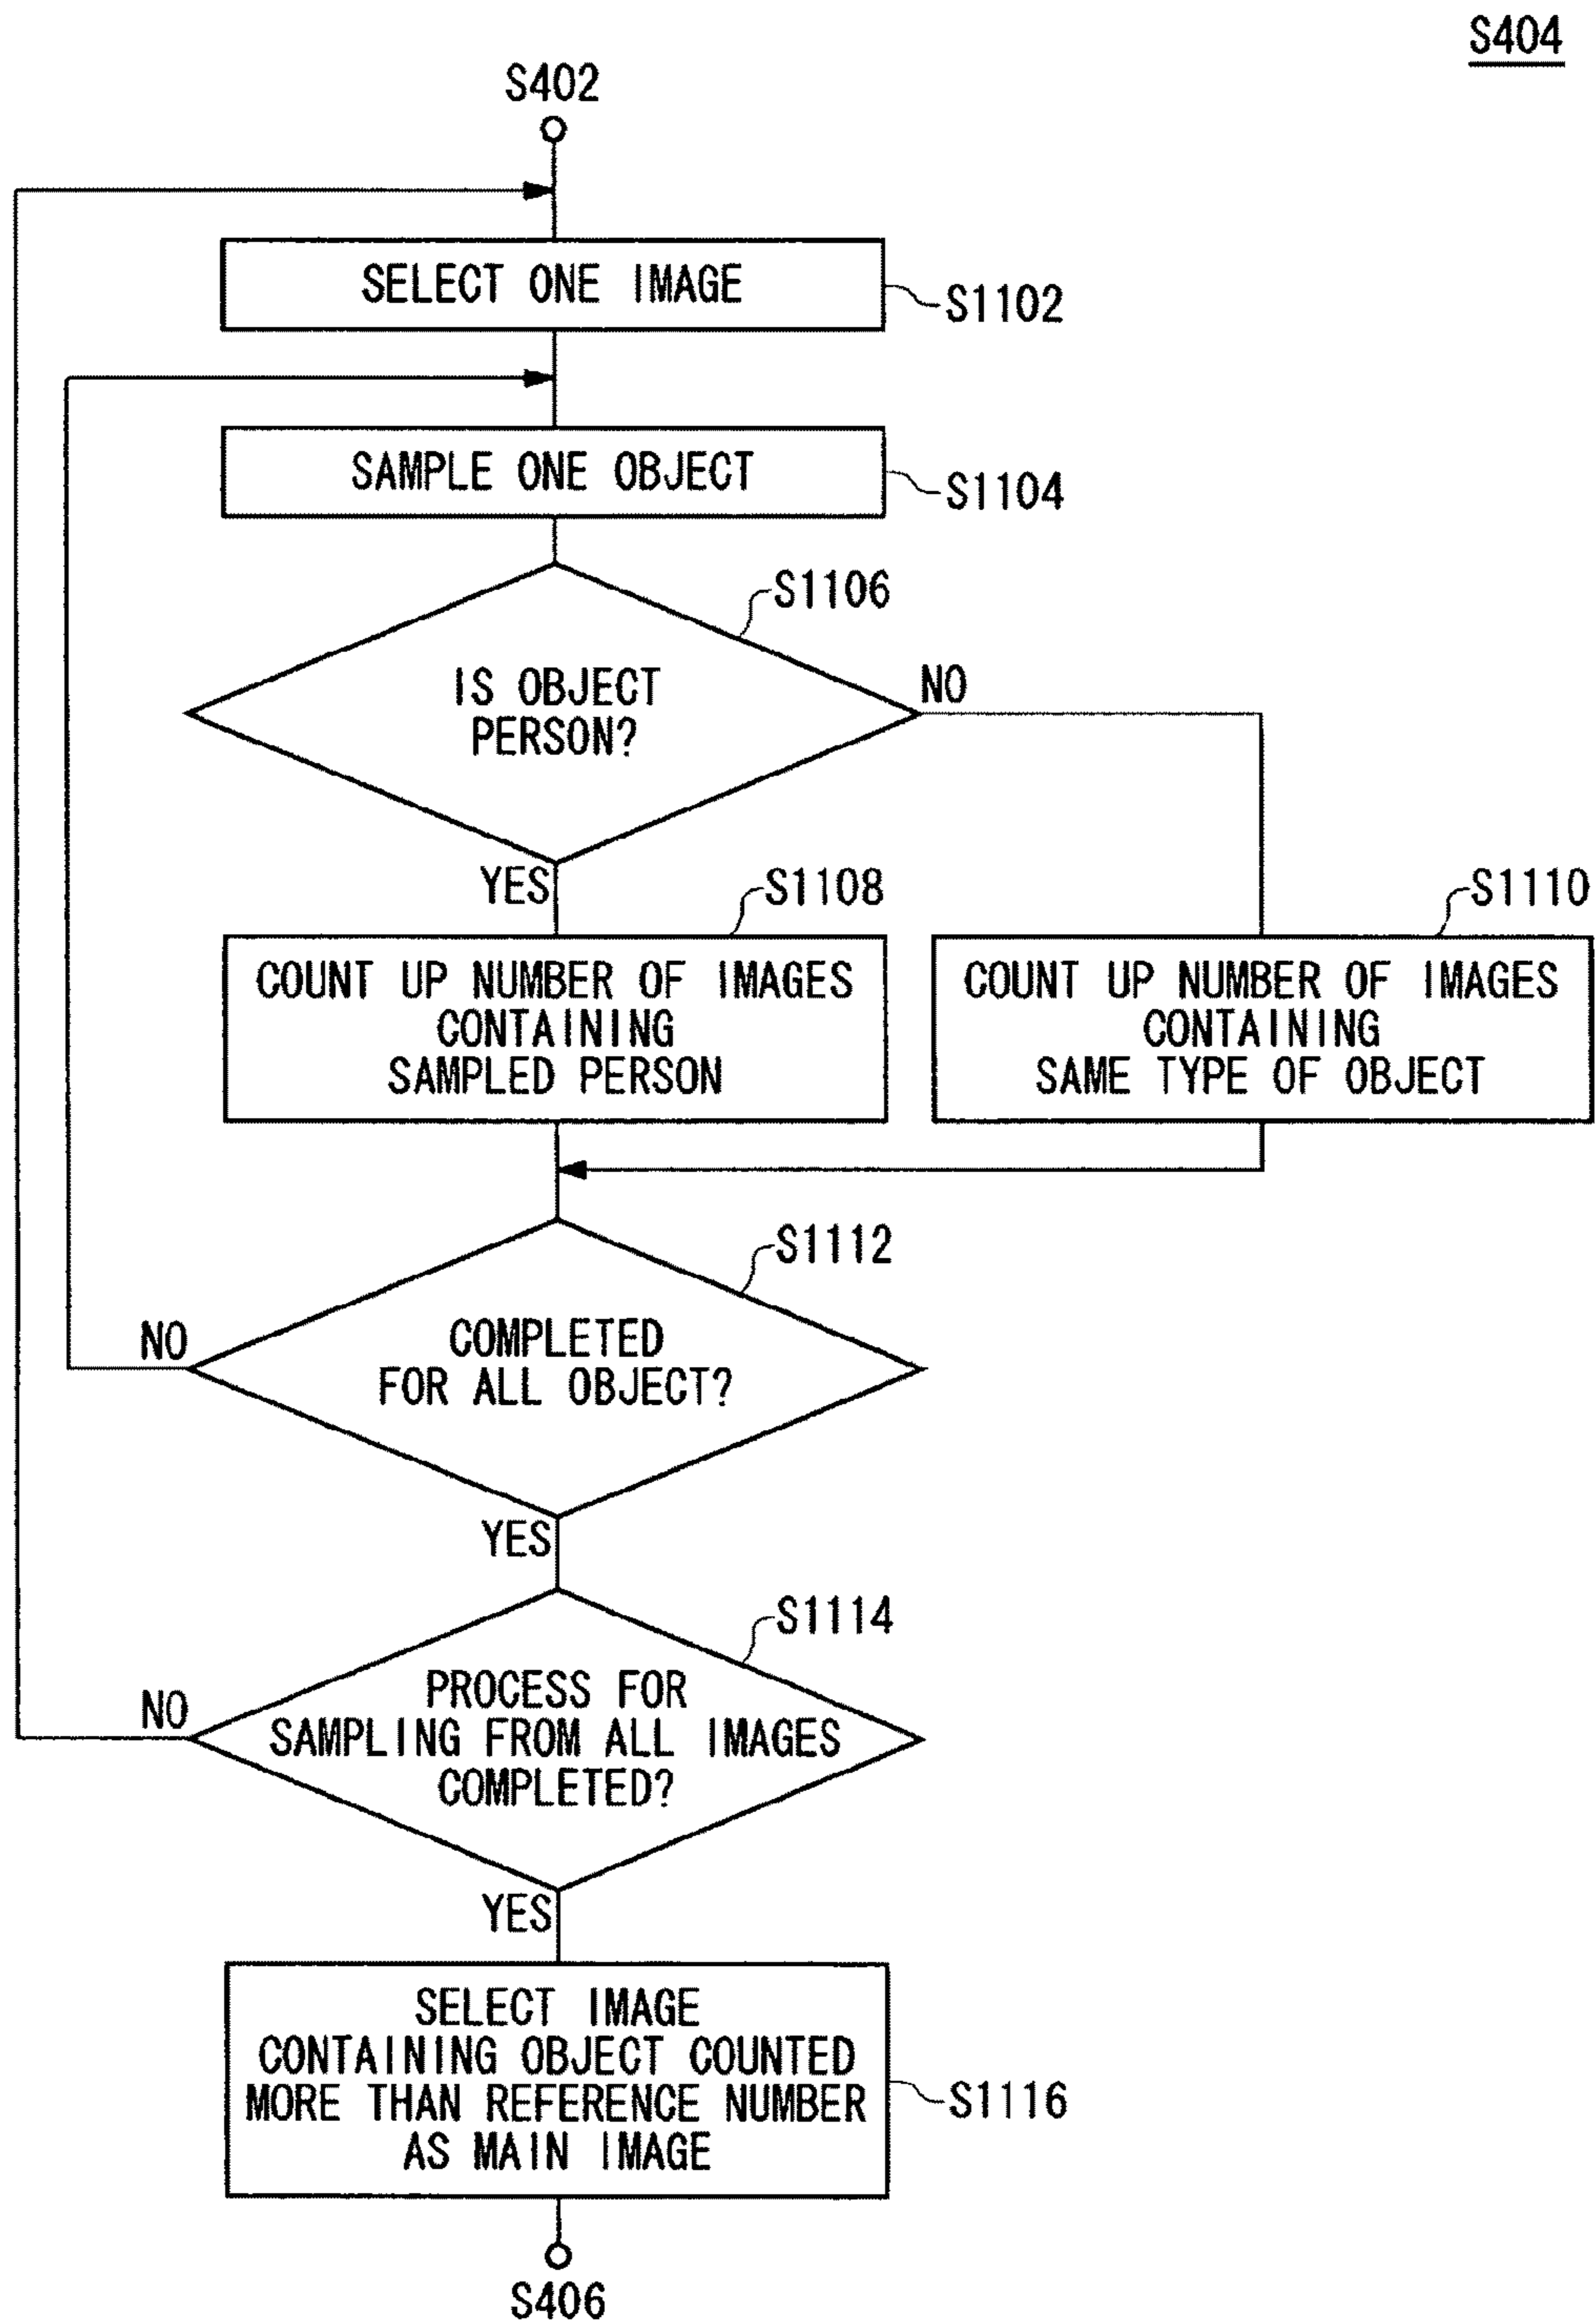 S404
S402
SELECT ONE IMAGE
S1102
SAMPLE ONE OBJECT
S1104
S1106
IS OBJECT
PERSON?
NO
YES
S1108
COUNT UP NUMBER OF IMAGES
CONTAINING
SAMPLED PERSON
S1110
COUNT UP NUMBER OF IMAGES
CONTAINING
SAME TYPE OF OBJECT
S1112
COMPLETED
FOR ALL OBJECT?
NO
YES
S1114
PROCESS FOR
SAMPLING FROM ALL IMAGES
COMPLETED?
NO
YES
SELECT IMAGE
CONTAINING OBJECT COUNTED
MORE THAN REFERENCE NUMBER
AS MAIN IMAGE
S1116
S406